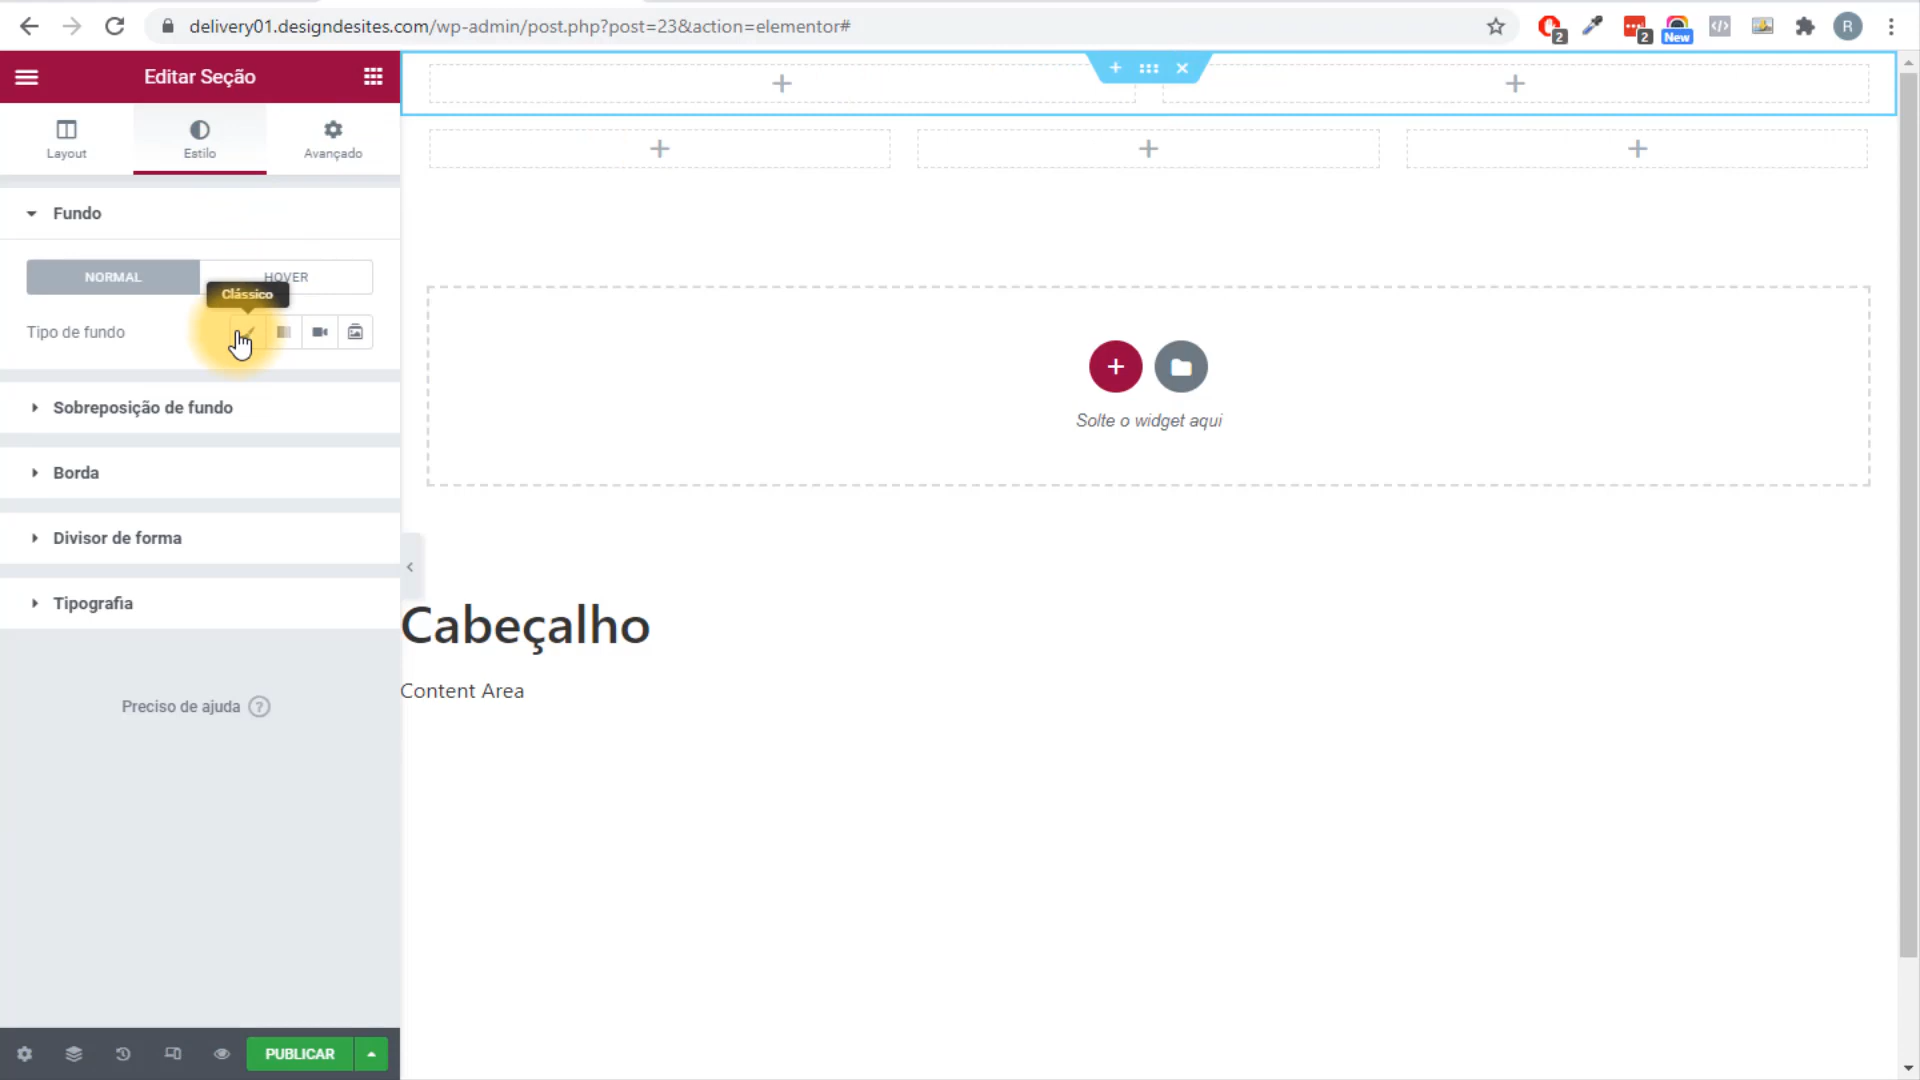 delivery01.designdesites.com/wp-admin/post.php?post=23&action=elementor#
2
2
New
R
Editar Seção
Layout
Estilo
Avançado
Fundo
NORMAL
HOVER
Clássico
Tipo de fundo
Sobreposição de fundo
Borda
Divisor de forma
Tipografia
Preciso de ajuda ?
PUBLICAR
Solte o widget aqui
Cabeçalho
Content Area